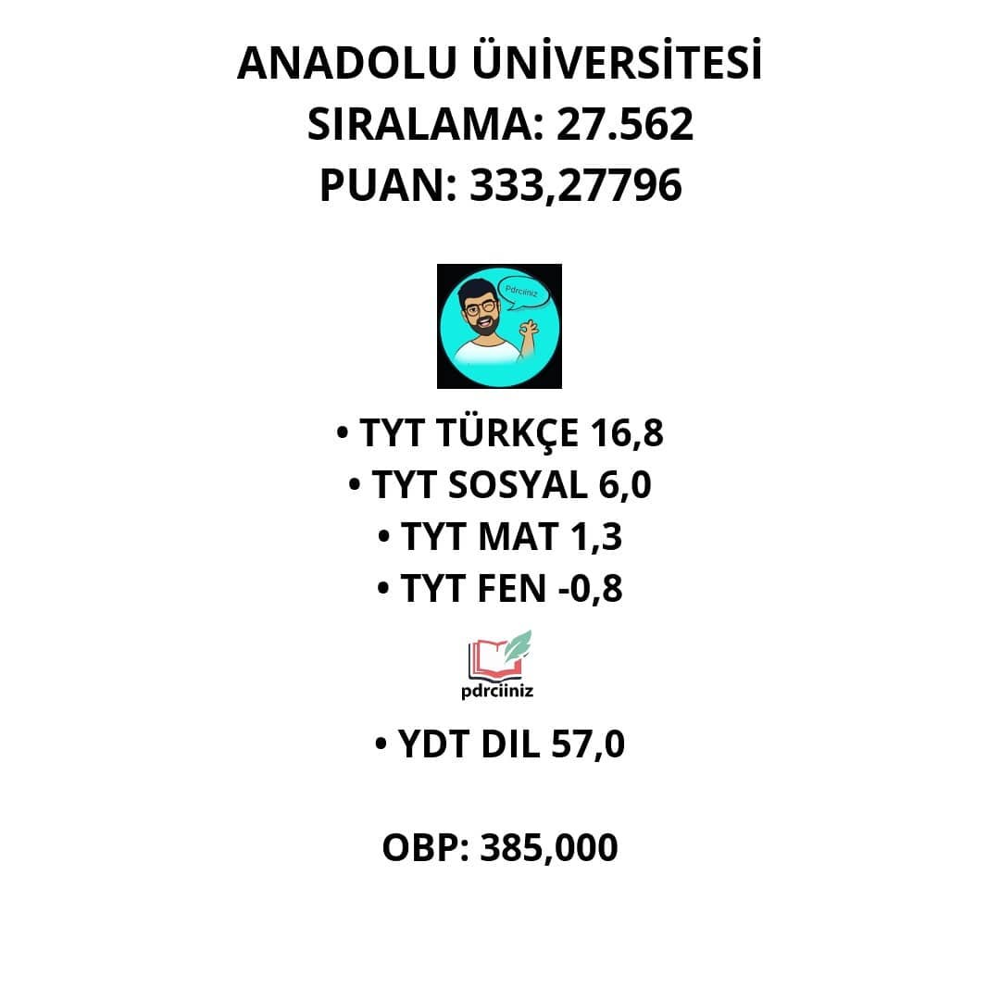 ANADOLU ÜNİVERSİTESİ
SIRALAMA: 27.562
PUAN: 333,27796
Pdrciiniz
• TYT TÜRKÇE 16,8
• TYT SOSYAL 6,0
• TYT MAT 1,3
• TYT FEN -0,8
pdrciiniz
• YDT DIL 57,0
OBP: 385,000